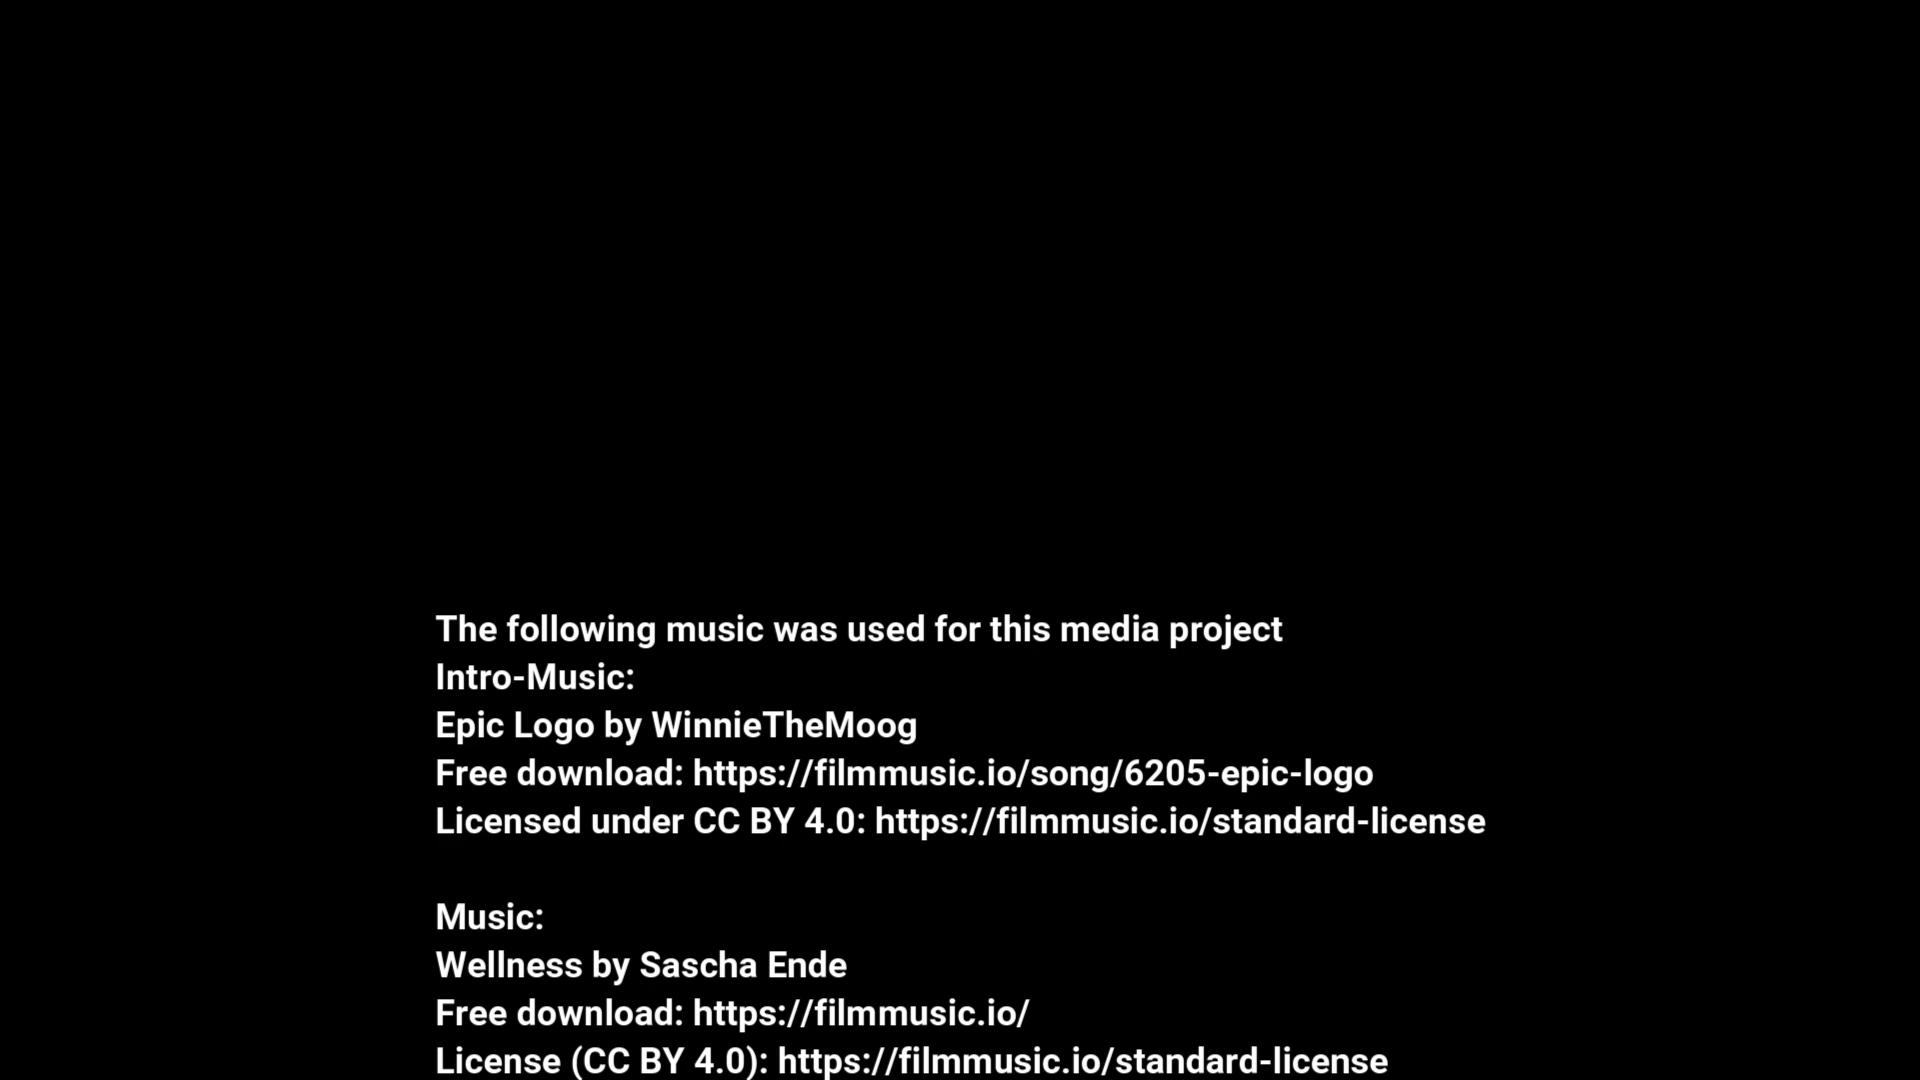 The following music was used for this media project
Intro-Music:
Epic Logo by WinnieTheMoog
Free download: https://filmmusic.io/song/6205-epic-logo
Licensed under CC BY 4.0: https://filmmusic.io/standard-license
Music:
Wellness by Sascha Ende
Free download: https://filmmusic.io/
License (CC BY 4.0): https://filmmusic.io/standard-license